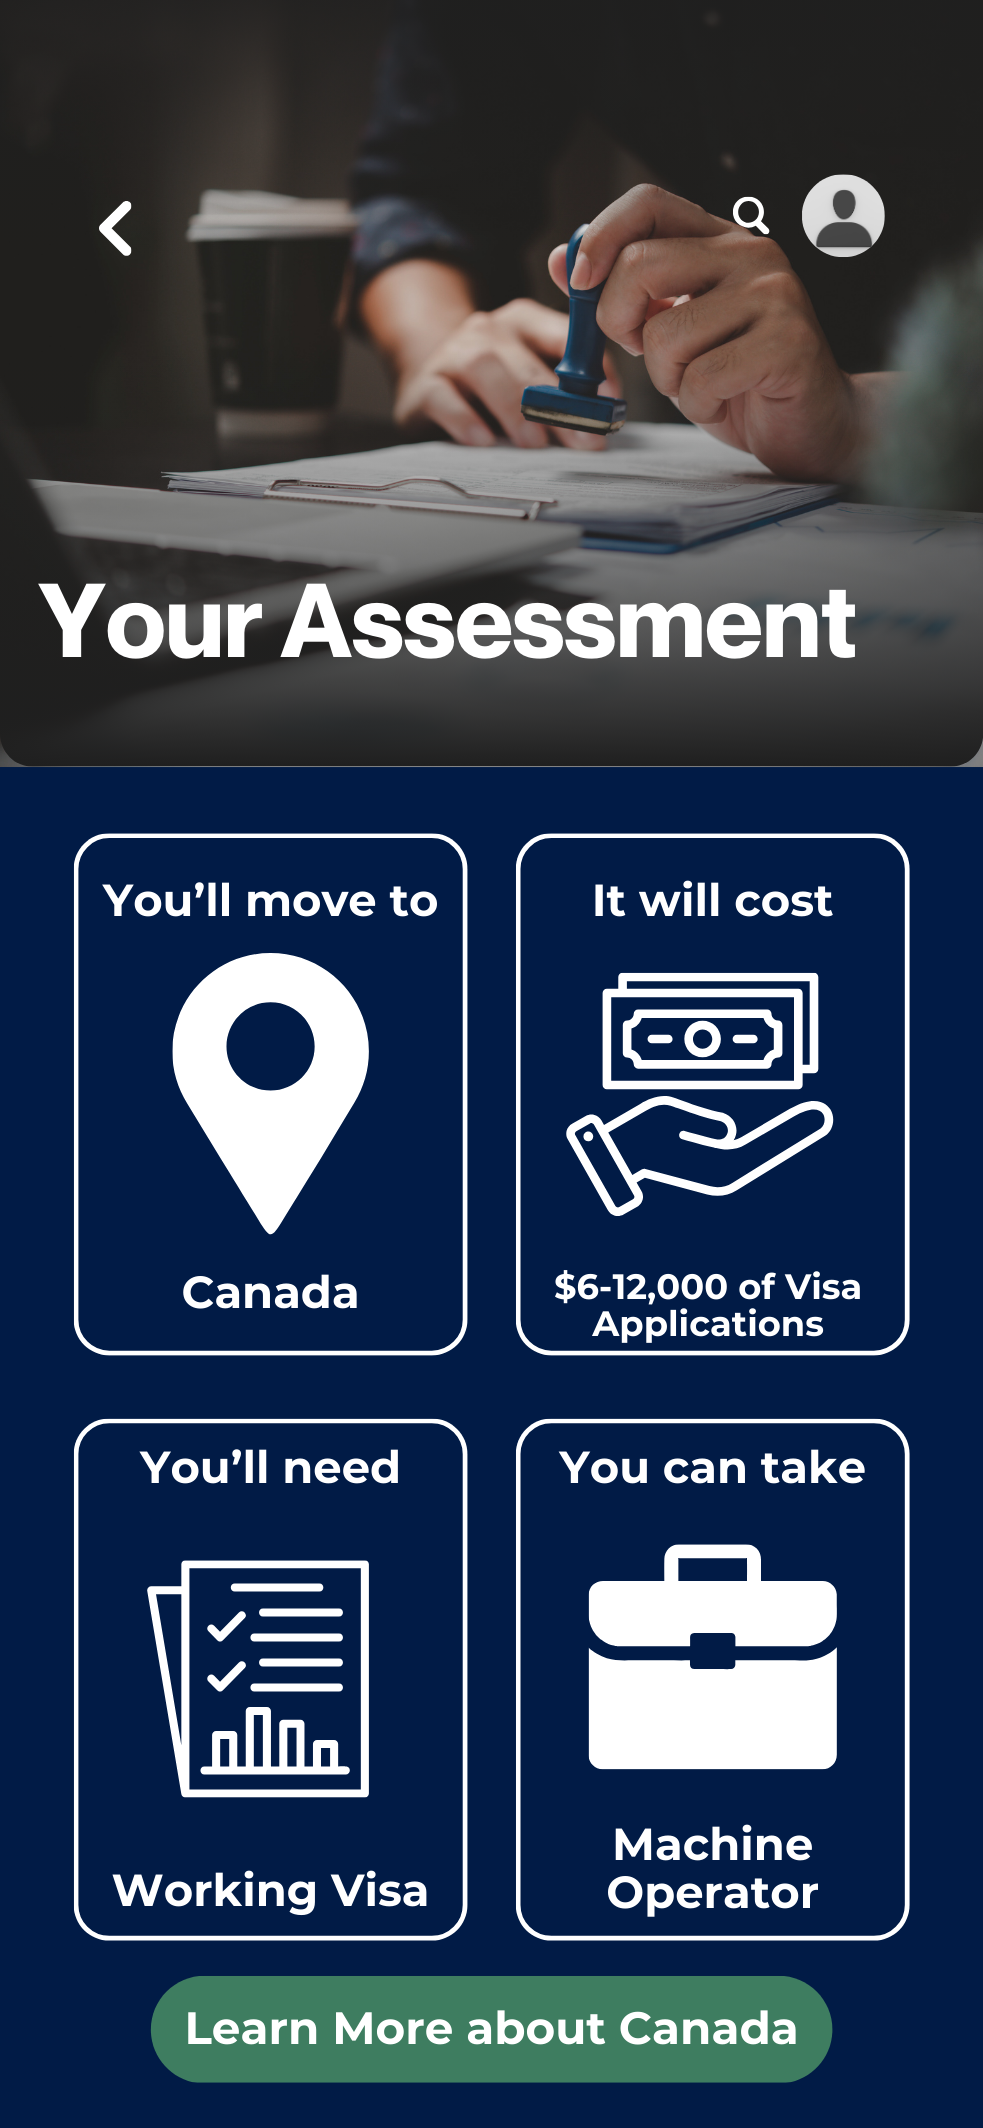 Your Assessment
You’ll move to
Canada
It will cost
$6-12,000 of Visa
Applications
You’ll need
Working Visa
You can take
Machine
Operator
Learn More about Canada